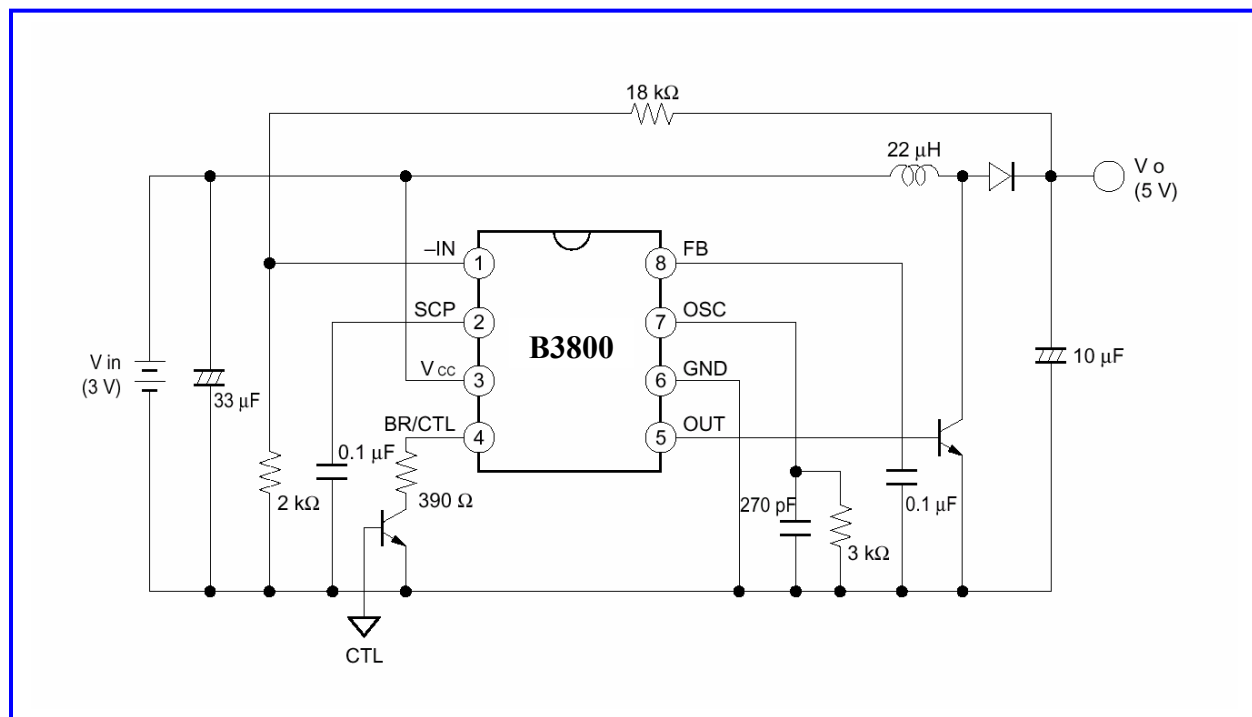 18 kΩ
22 μH
V o
(5 V)
–IN
1
8
FB
SCP
2
7
OSC
B3800
V in
(3 V)
33 μF
VCC
3
6
GND
10 μF
BR/CTL
4
5
OUT
0.1 μF
2 kΩ
390 Ω
270 pF
3 kΩ
0.1 μF
CTL